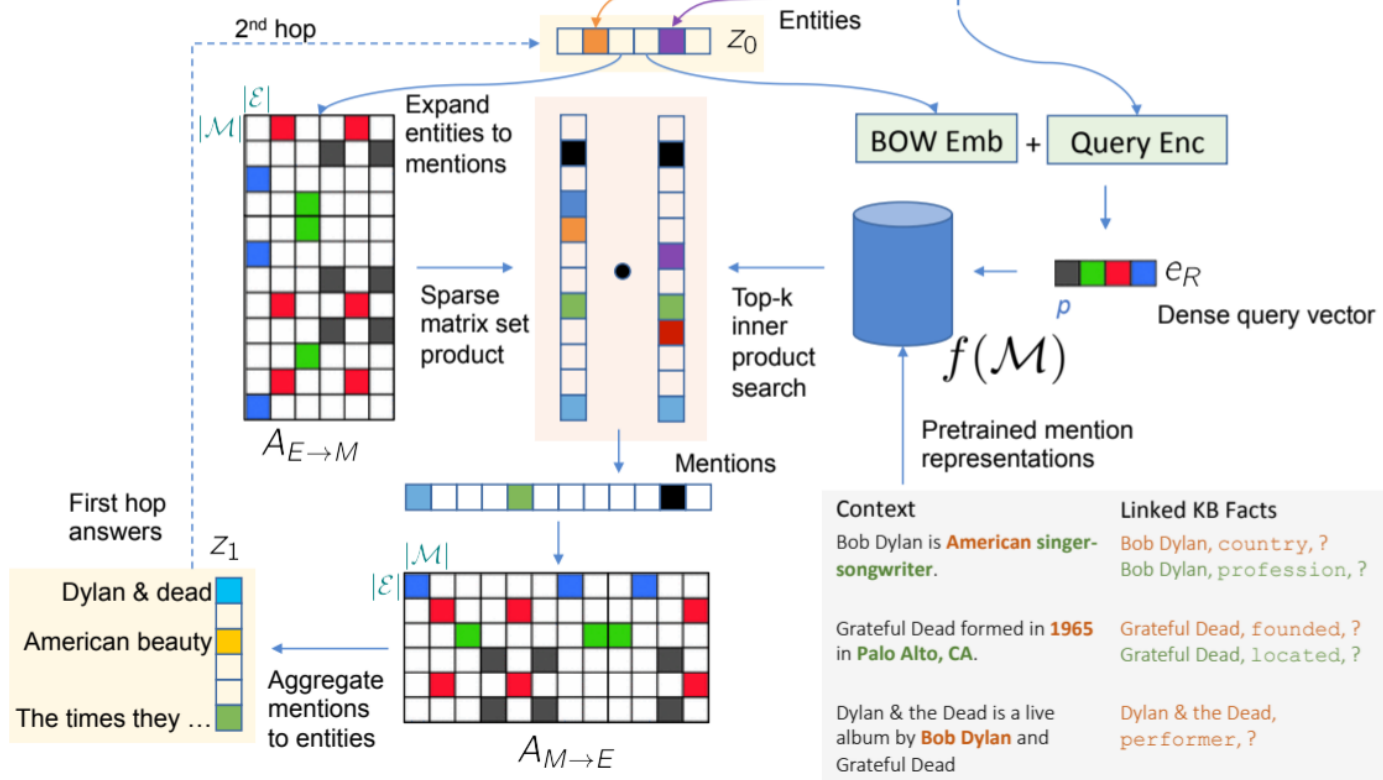 2nd hop
Entities
Z0
|ℰ|
|ℳ|
Expand
entities to
mentions
BOW Emb
+
Query Enc
Sparse
matrix set
product
Top-k
inner
product
search
eR
p
Dense query vector
f(ℳ)
AE→M
Pretrained mention
representations
Mentions
First hop
answers
Z1
Dylan & dead
American beauty
The times they ...
|ℳ|
|ℰ|
Aggregate
mentions
to entities
AM→E
Context
Bob Dylan is American singer-
songwriter.
Grateful Dead formed in 1965
in Palo Alto, CA.
Dylan & the Dead is a live
album by Bob Dylan and
Grateful Dead
Linked KB Facts
Bob Dylan, country, ?
Bob Dylan, profession, ?
Grateful Dead, founded, ?
Grateful Dead, located, ?
Dylan & the Dead,
performer, ?